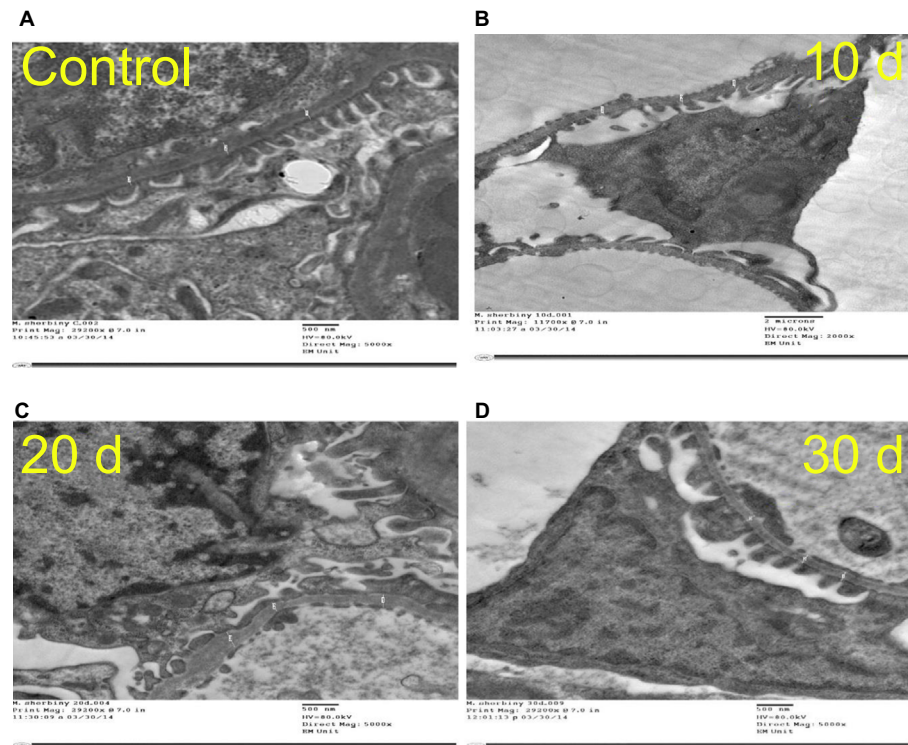 A
Control
M. shorbiny C.002
Print Mag: 29200x @ 7.0 in
10:45:53 a 03/30/14
500 nm
HV=80.0kV
Direct Mag: 5000x
EM Unit
B
10 d
M. shorbiny 10d.001
Print Mag: 11700x @ 7.0 in
11:03:27 a 03/30/14
2 microns
HV=80.0kV
Direct Mag: 2000x
EM Unit
C
20 d
M. shorbiny 20d.004
Print Mag: 29200x @ 7.0 in
11:30:09 a 03/30/14
500 nm
HV=80.0kV
Direct Mag: 5000x
EM Unit
D
30 d
M. shorbiny 30d.009
Print Mag: 29200x @ 7.0 in
12:01:13 p 03/30/14
500 nm
HV=80.0kV
Direct Mag: 5000x
EM Unit